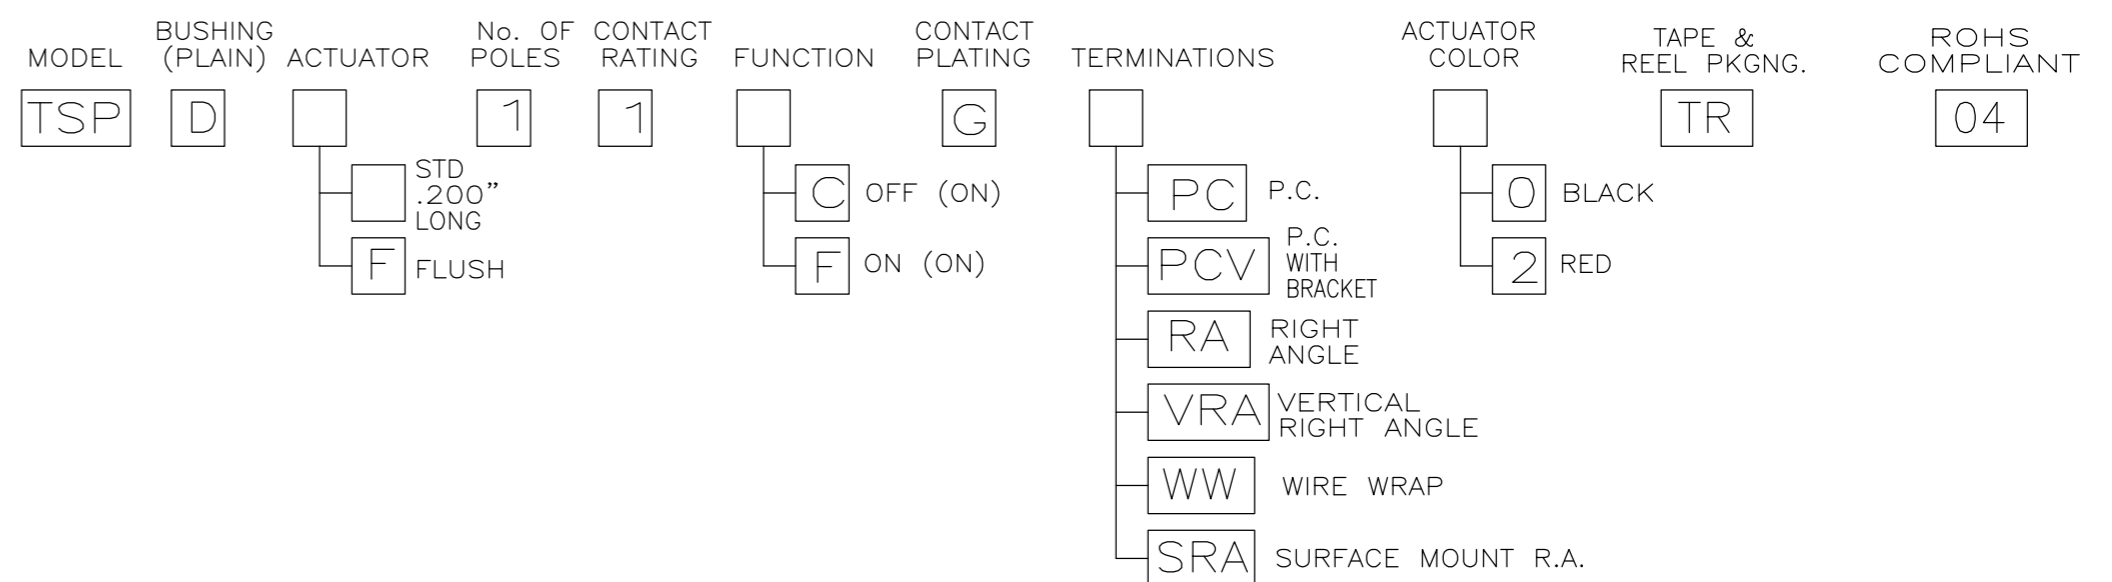 MODEL
BUSHING
(PLAIN)
ACTUATOR
No. OF
POLES
CONTACT
RATING
FUNCTION
CONTACT
PLATING
TERMINATIONS
ACTUATOR
COLOR
TAPE &
REEL PKGNG.
ROHS
COMPLIANT
TSP
D
1
1
G
TR
04
STD
.200”
LONG
F FLUSH
C OFF (ON)
F ON (ON)
PC P.C.
PCV
P.C.
WITH
BRACKET
RA
RIGHT
ANGLE
VRA
VERTICAL
RIGHT ANGLE
WW WIRE WRAP
SRA SURFACE MOUNT R.A.
0 BLACK
2 RED